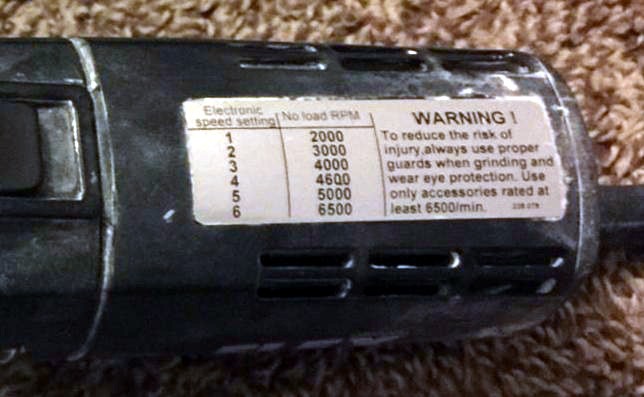 Electronic speed setting No load RPM
1 2000
2 3000
3 4000
4 4600
5 5000
6 6500
WARNING !
To reduce the risk of
injury,always use proper
guards when grinding and
wear eye protection. Use
only accessories rated at
least 6500/min.